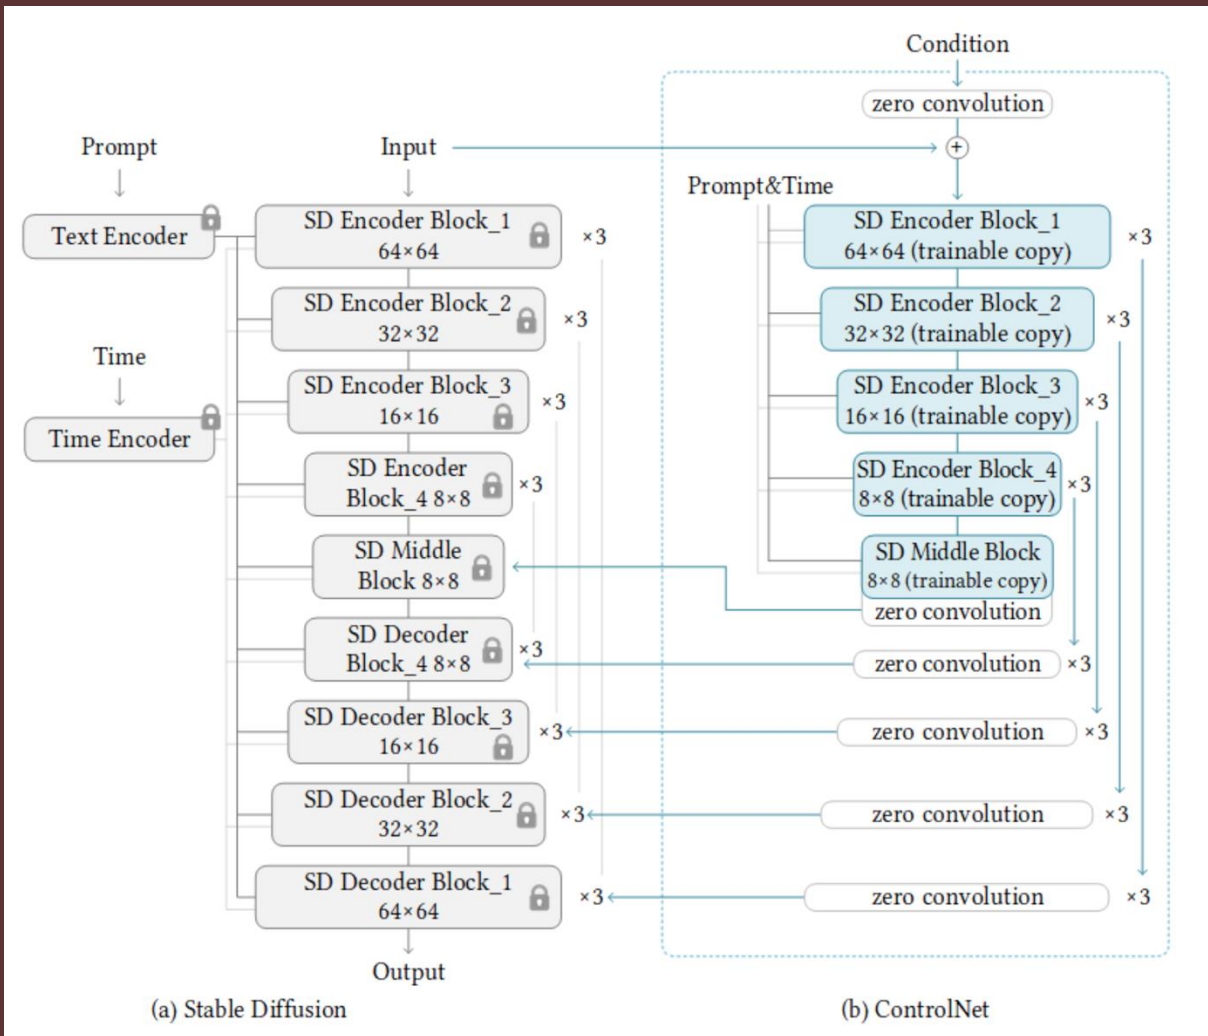 Condition
zero convolution
Prompt
Input
+
Prompt&Time
Text Encoder
SD Encoder Block_1
64×64
×3
SD Encoder Block_1
64×64 (trainable copy)
×3
SD Encoder Block_2
32×32
×3
SD Encoder Block_2
32×32 (trainable copy)
×3
Time
Time Encoder
SD Encoder Block_3
16×16
×3
SD Encoder Block_3
16×16 (trainable copy)
×3
SD Encoder
Block_4 8×8
×3
SD Encoder Block_4
8×8 (trainable copy)
×3
SD Middle
Block 8×8
SD Middle Block
8×8 (trainable copy)
zero convolution
SD Decoder
Block_4 8×8
×3
zero convolution
×3
SD Decoder Block_3
16×16
×3
zero convolution
×3
SD Decoder Block_2
32×32
×3
zero convolution
×3
SD Decoder Block_1
64×64
×3
zero convolution
×3
Output
(a) Stable Diffusion
(b) ControlNet